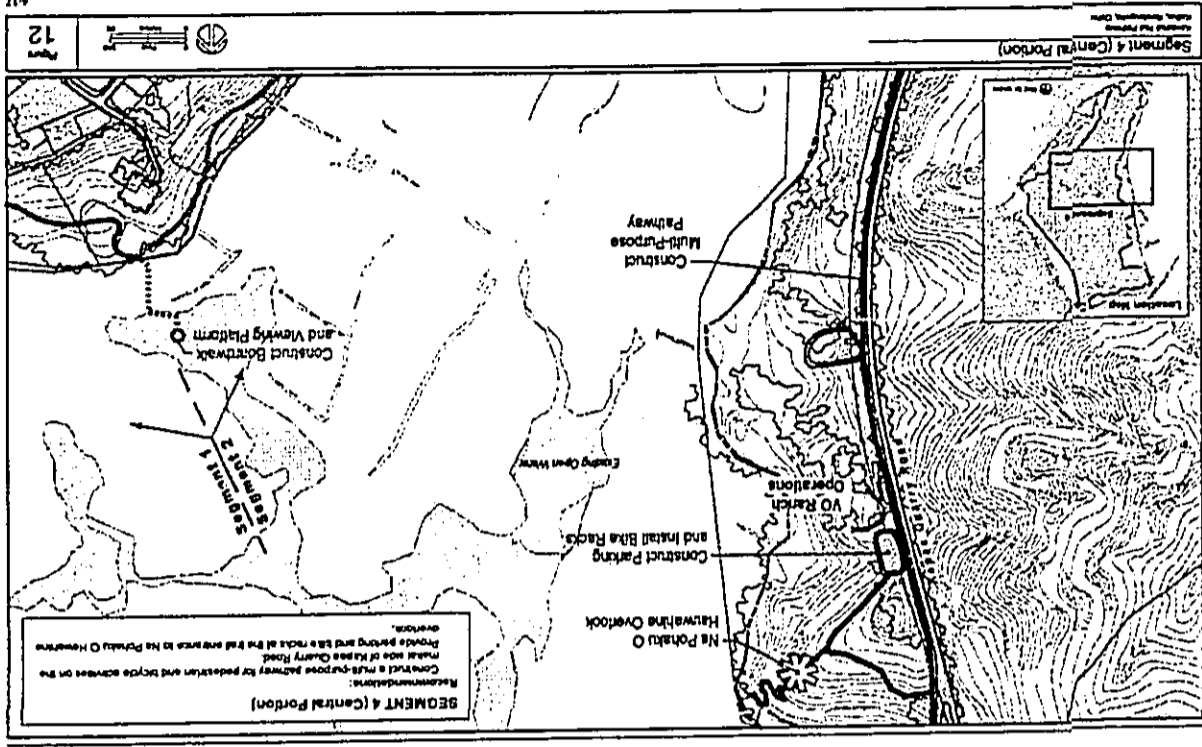 SEGMENT 4 (Central Portion)
Recommendations:
Construct a multi-purpose pathway for pedestrian and bicycle activities on the
makai side of Kapaa Quarry Road.
Provide parking and bike racks at the trail entrance to Na Pohaku O Hauwahine
overlook.
Na Pohaku O
Hauwahine Overlook
Construct Parking
and Install Bike Racks
VO Ranch
Operations
Existing Open Water
Segment 1
Segment 2
Construct Boardwalk
and Viewing Platform
Construct
Multi-Purpose
Pathway
Location Map
Segment 4
Segment 4 (Central Portion)
Figure
12